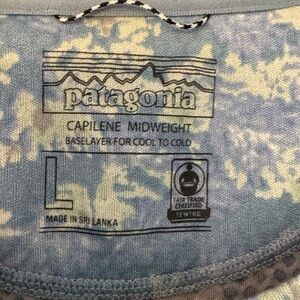 patagonia
CAPILENE MIDWEIGHT
BASELAYER FOR COOL TO COLD
L
MADE IN SRI LANKA
FAIR TRADE
CERTIFIED
SEWING